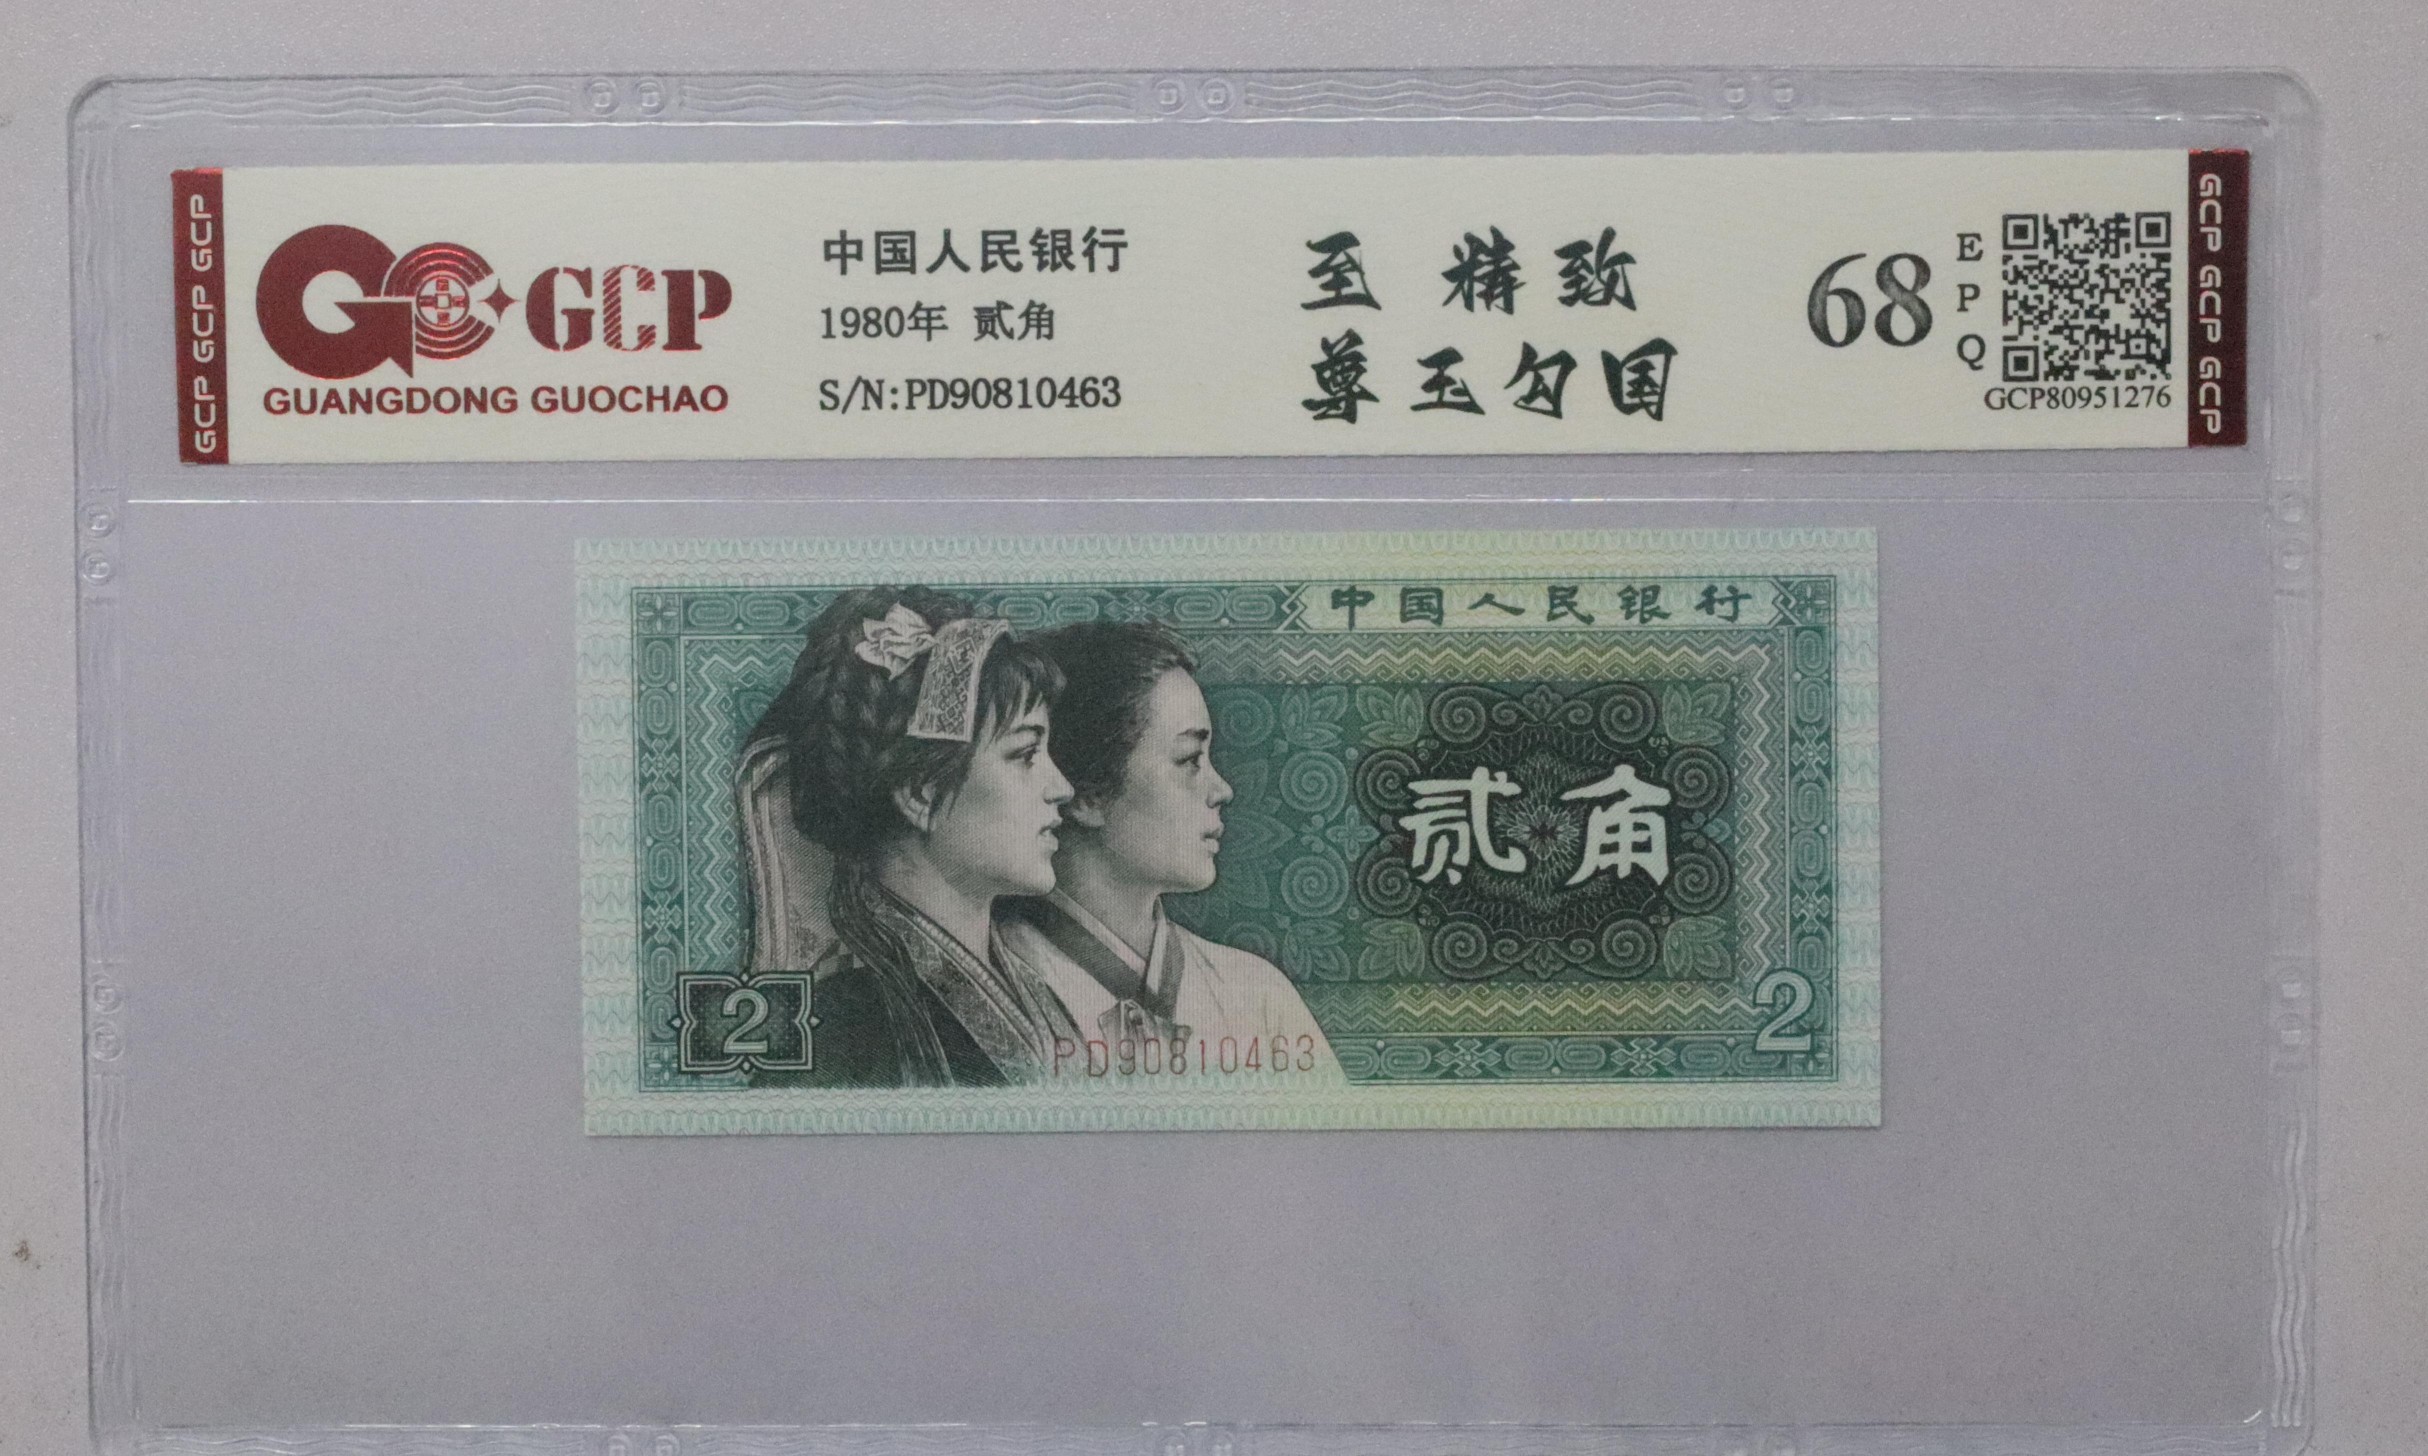 GCP GCP GCP
GCP
GUANGDONG GUOCHAO
中国人民银行
1980年 贰角
S/N:PD90810463
至 精致
尊 玉勾国
68
EPQ
GCP80951276
GCP GCP GCP
中国人民银行
贰角
2
2
PD90810463